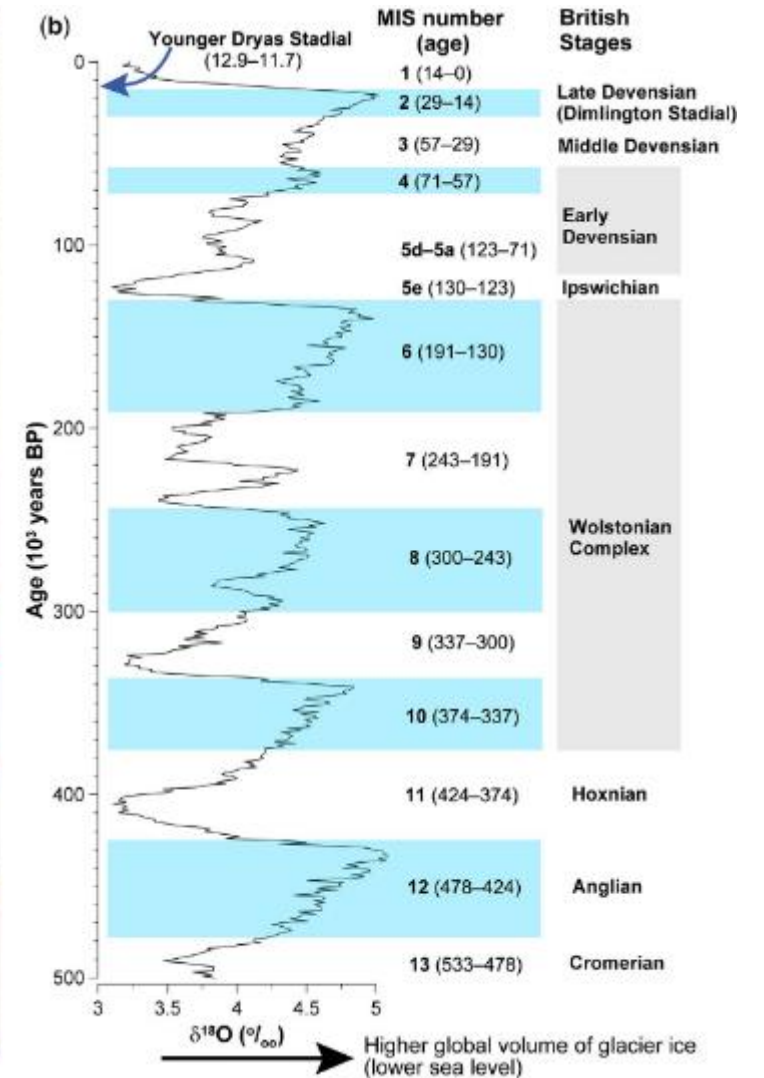 (b)
Younger Dryas Stadial
(12.9–11.7)
MIS number
(age)
British
Stages
0
1 (14–0)
2 (29–14)
Late Devensian
(Dimlington Stadial)
3 (57–29)
Middle Devensian
4 (71–57)
Early
Devensian
100
5d–5a (123–71)
5e (130–123)
Ipswichian
6 (191–130)
200
7 (243–191)
Age (10³ years BP)
Wolstonian
Complex
8 (300–243)
300
9 (337–300)
10 (374–337)
400
11 (424–374)
Hoxnian
12 (478–424)
Anglian
13 (533–478)
Cromerian
500
3 3.5 4 4.5 5
δ¹⁸O (º/ₒₒ)
Higher global volume of glacier ice
(lower sea level)